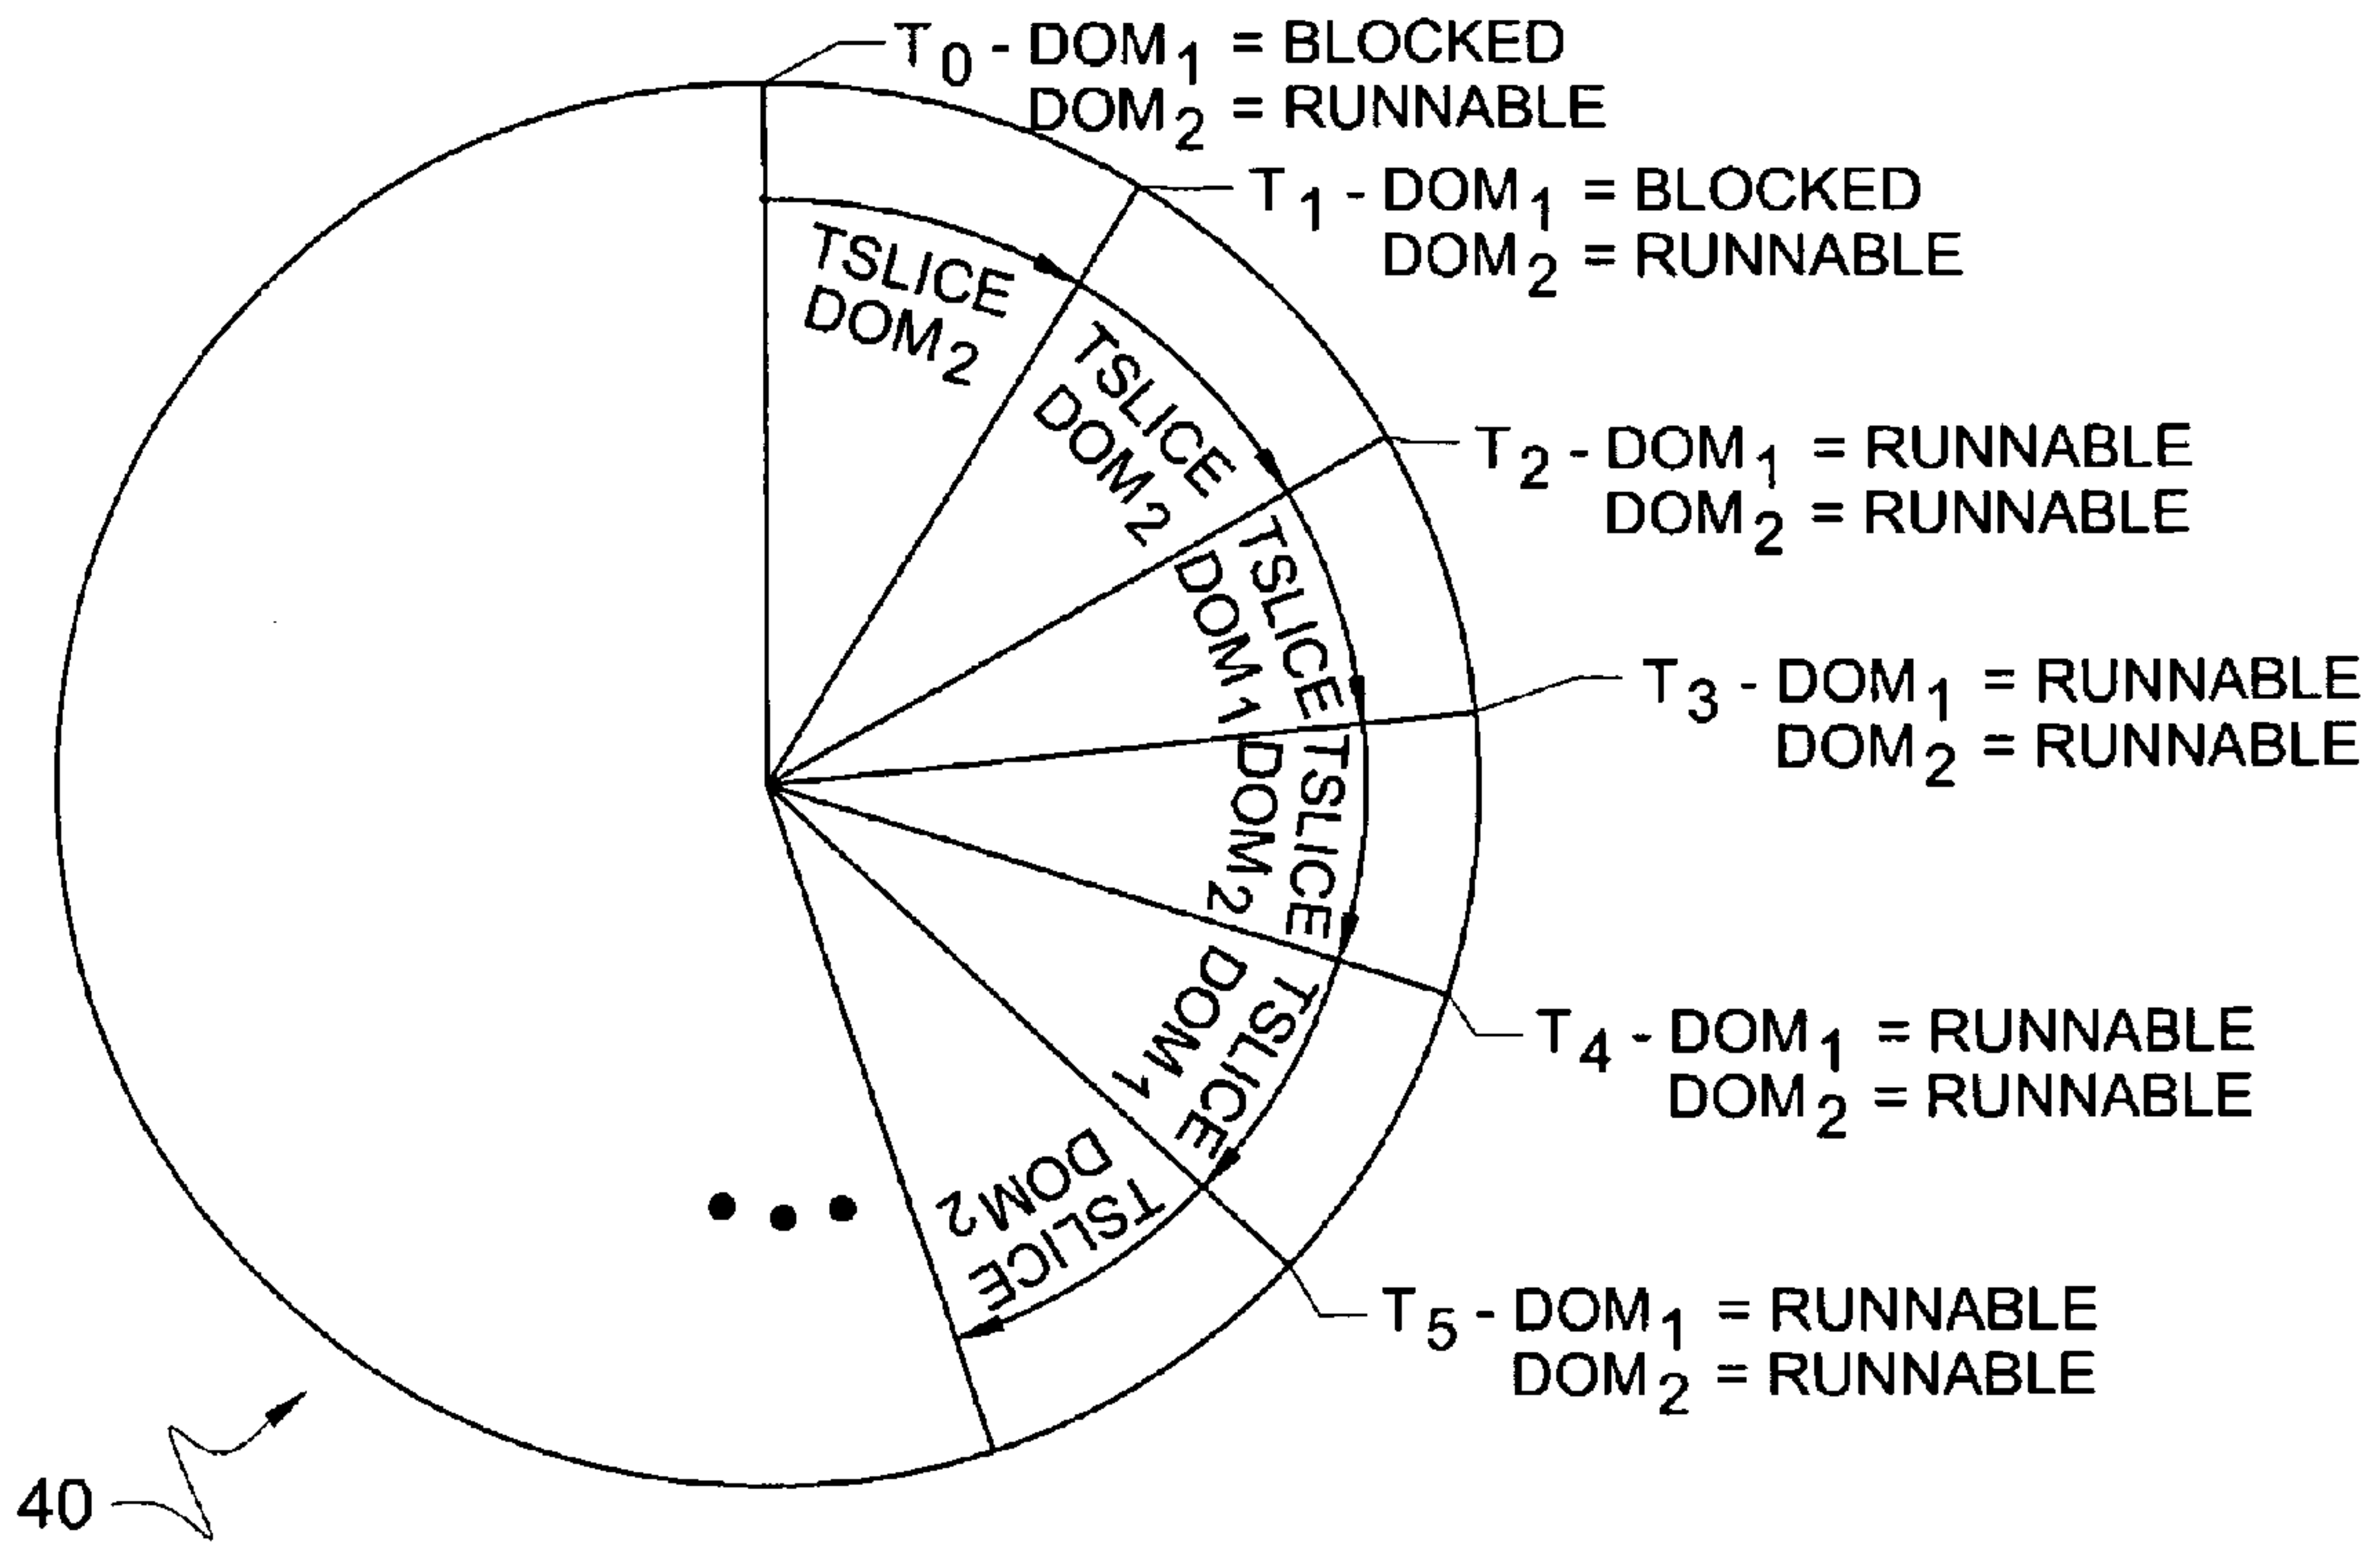 T0 - DOM1 = BLOCKED
DOM2 = RUNNABLE
T1 - DOM1 = BLOCKED
DOM2 = RUNNABLE
TSLICE
DOM2
TSLICE
DOM2
T2 - DOM1 = RUNNABLE
DOM2 = RUNNABLE
TSLICE
DOM1
T3 - DOM1 = RUNNABLE
DOM2 = RUNNABLE
TSLICE
DOM2
T4 - DOM1 = RUNNABLE
DOM2 = RUNNABLE
TSLICE
DOM1
T5 - DOM1 = RUNNABLE
DOM2 = RUNNABLE
TSLICE
DOM2
40